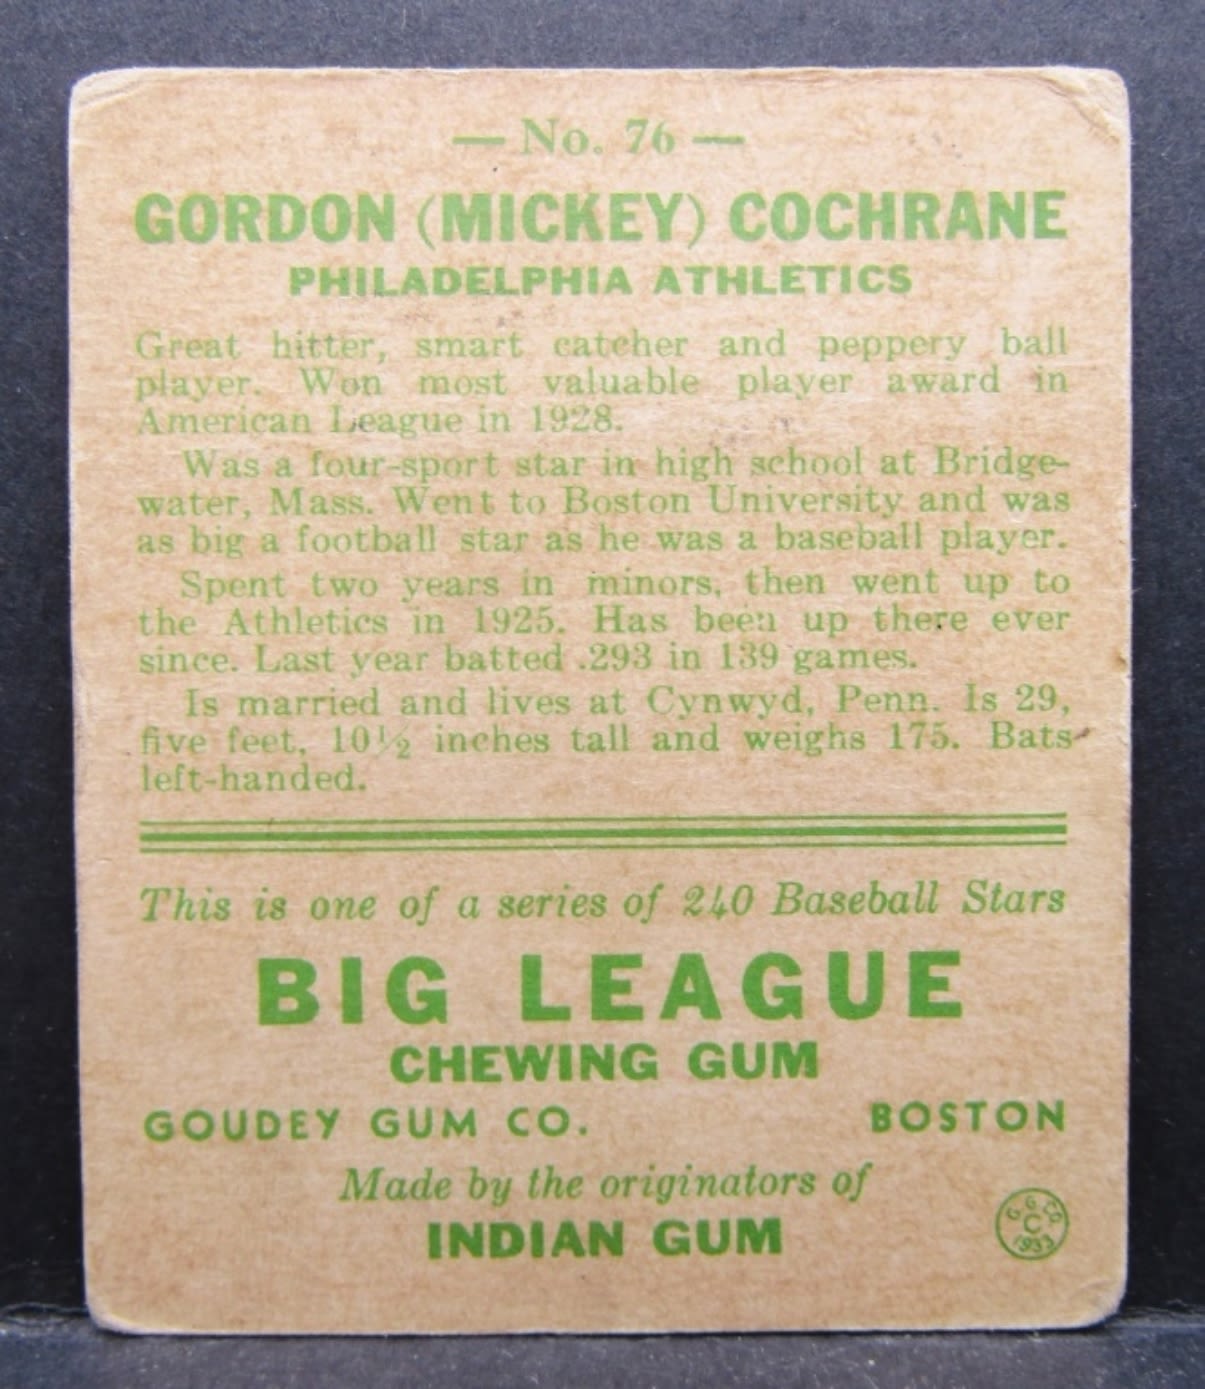 — No. 76 —
GORDON (MICKEY) COCHRANE
PHILADELPHIA ATHLETICS
Great hitter, smart catcher and peppery ball
player. Won most valuable player award in
American League in 1928.
Was a four-sport star in high school at Bridge-
water, Mass. Went to Boston University and was
as big a football star as he was a baseball player.
Spent two years in minors, then went up to
the Athletics in 1925. Has been up there ever
since. Last year batted .293 in 139 games.
Is married and lives at Cynwyd, Penn. Is 29,
five feet, 10½ inches tall and weighs 175. Bats
left-handed.
This is one of a series of 240 Baseball Stars
BIG LEAGUE
CHEWING GUM
GOUDEY GUM CO. BOSTON
Made by the originators of
INDIAN GUM
G. G. CO.
C
1933